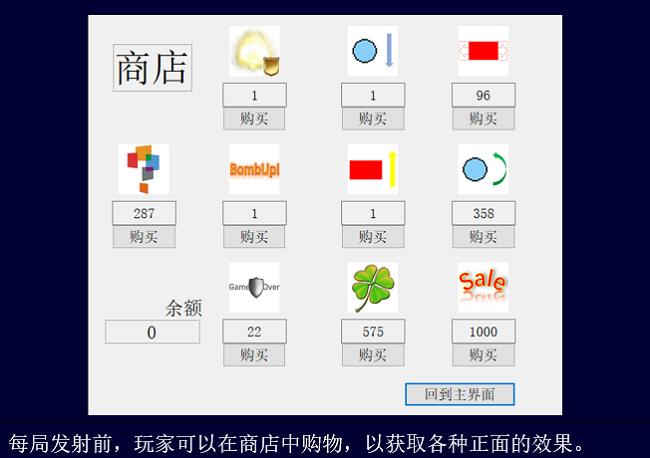 商店
1
1
96
购买
购买
购买
BombUp!
287
1
1
358
购买
购买
购买
购买
GameOver
Sale
余额
0
22
575
1000
购买
购买
购买
回到主界面
每局发射前，玩家可以在商店中购物，以获取各种正面的效果。